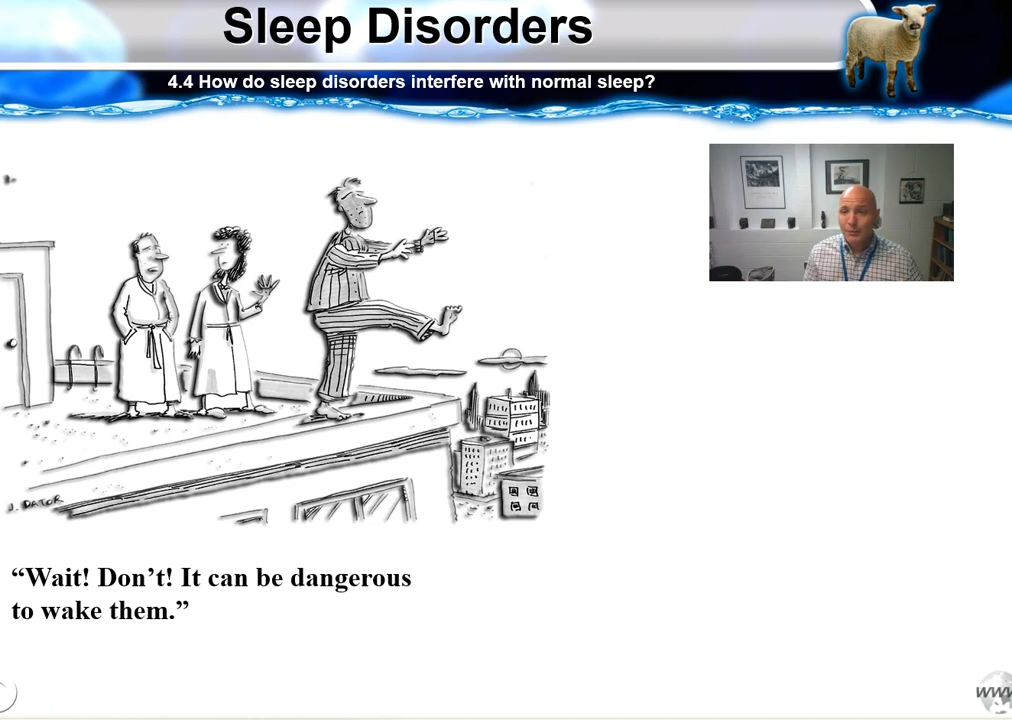 Sleep Disorders
4.4 How do sleep disorders interfere with normal sleep?
J. DATOR
“Wait! Don’t! It can be dangerous
to wake them.”
www